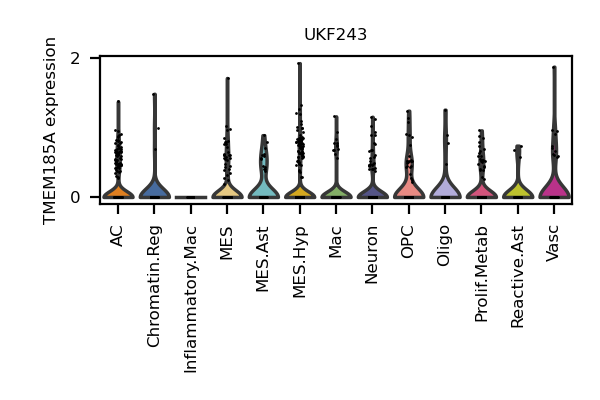 UKF243
TMEM185A expression
2
0
AC
Chromatin.Reg
Inflammatory.Mac
MES
MES.Ast
MES.Hyp
Mac
Neuron
OPC
Oligo
Prolif.Metab
Reactive.Ast
Vasc